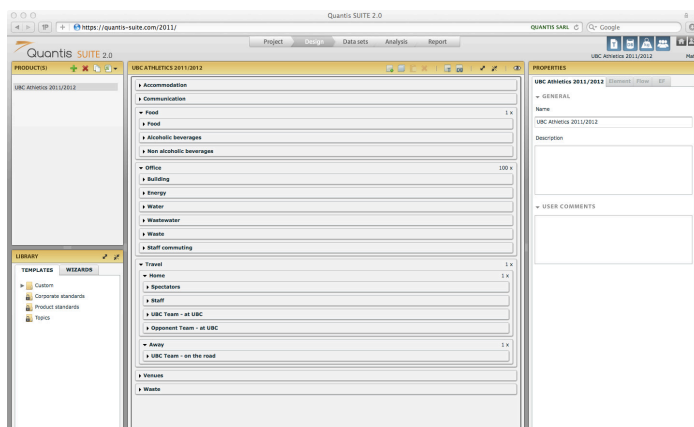 Quantis SUITE 2.0
https://quantis-suite.com/2011/
QUANTIS SARL
Google
Quantis SUITE 2.0
Project
Design
Data sets
Analysis
Report
UBC Athletics 2011/2012
PRODUCT(S)
UBC Athletics 2011/2012
UBC ATHLETICS 2011/2012
Accommodation
Communication
Food 1 x
Food
Alcoholic beverages
Non alcoholic beverages
Office 100 x
Building
Energy
Water
Wastewater
Waste
Staff commuting
Travel 1 x
Home 1 x
Spectators
Staff
UBC Team - at UBC
Opponent Team - at UBC
Away 1 x
UBC Team - on the road
Venues
Waste
LIBRARY
TEMPLATES WIZARDS
Custom
Corporate standards
Product standards
Topics
PROPERTIES
UBC Athletics 2011/2012 Element Flow EF
GENERAL
Name
UBC Athletics 2011/2012
Description
USER COMMENTS